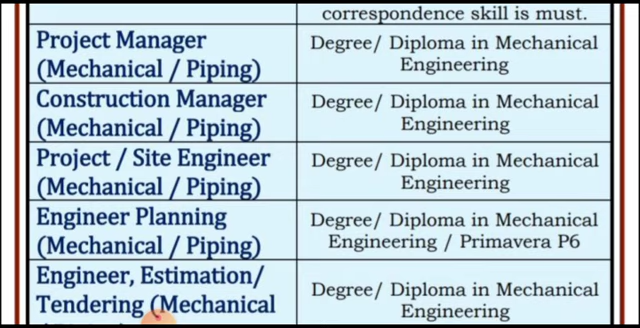 correspondence skill is must.
Project Manager
(Mechanical / Piping)
Degree/ Diploma in Mechanical
Engineering
Construction Manager
(Mechanical / Piping)
Degree/ Diploma in Mechanical
Engineering
Project / Site Engineer
(Mechanical / Piping)
Degree/ Diploma in Mechanical
Engineering
Engineer Planning
(Mechanical / Piping)
Degree/ Diploma in Mechanical
Engineering / Primavera P6
Engineer, Estimation/
Tendering (Mechanical
Degree/ Diploma in Mechanical
Engineering